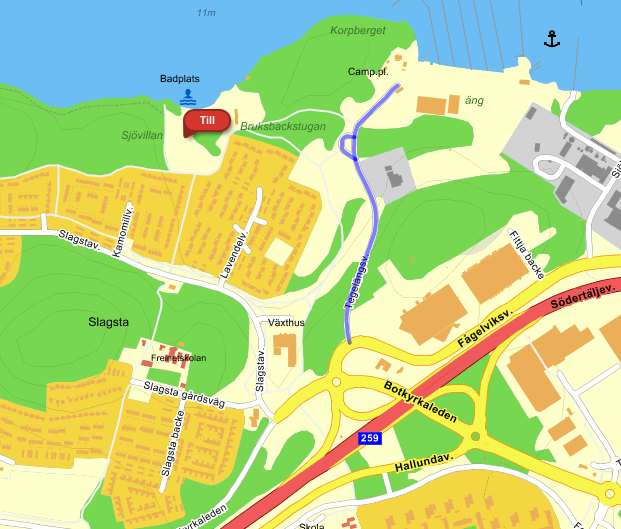 11m
Korpberget
Camp.pl.
Badplats
äng
Till
Bruksbackstugan
Sjövillan
Kamomillv.
Slagstav.
Lavendelv.
Fittja backe
Tegelängsv.
Södertäljev.
Slagsta
Växthus
Fågelviksv.
Freinetskolan
Slagstav.
Slagsta gårdsväg
Botkyrkaleden
Slagsta backe
259
Hallundav.
kyrkaleden
Skola